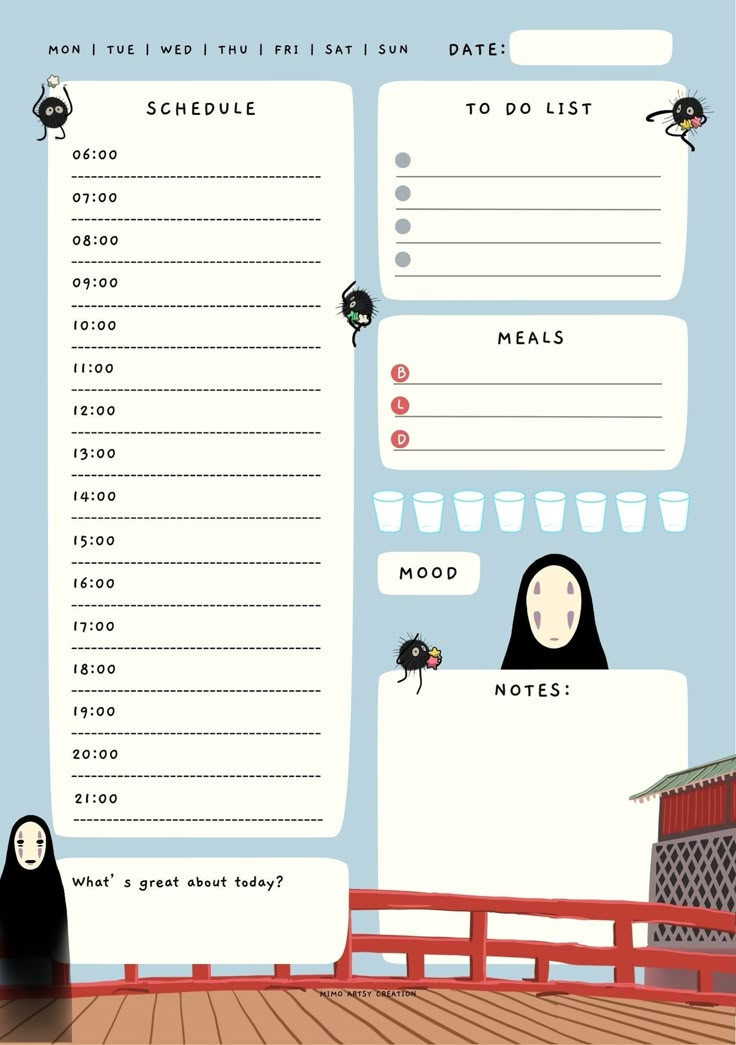 MON | TUE | WED | THU | FRI | SAT | SUN
DATE:
SCHEDULE
06:00
07:00
08:00
09:00
10:00
11:00
12:00
13:00
14:00
15:00
16:00
17:00
18:00
19:00
20:00
21:00
What's great about today?
TO DO LIST
MEALS
B
L
D
MOOD
NOTES:
MIMO ARTSY CREATION